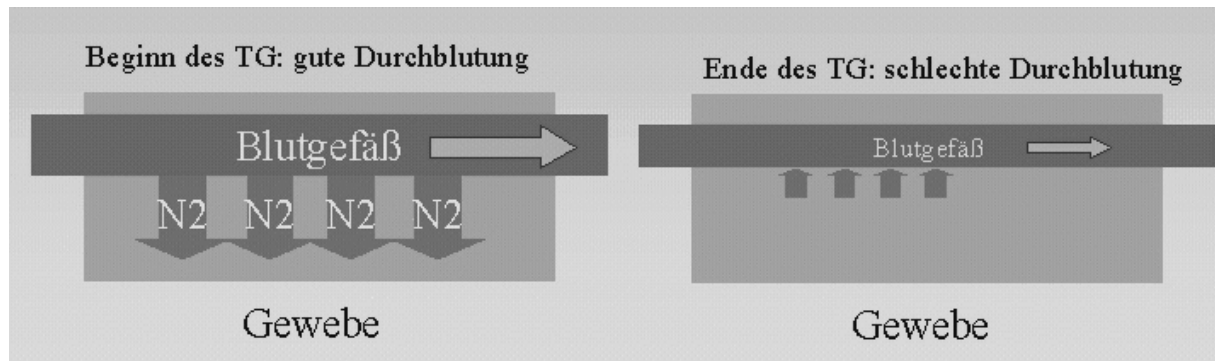 Beginn des TG: gute Durchblutung
Blutgefäß
N2 N2 N2 N2
Gewebe
Ende des TG: schlechte Durchblutung
Blutgefäß
Gewebe